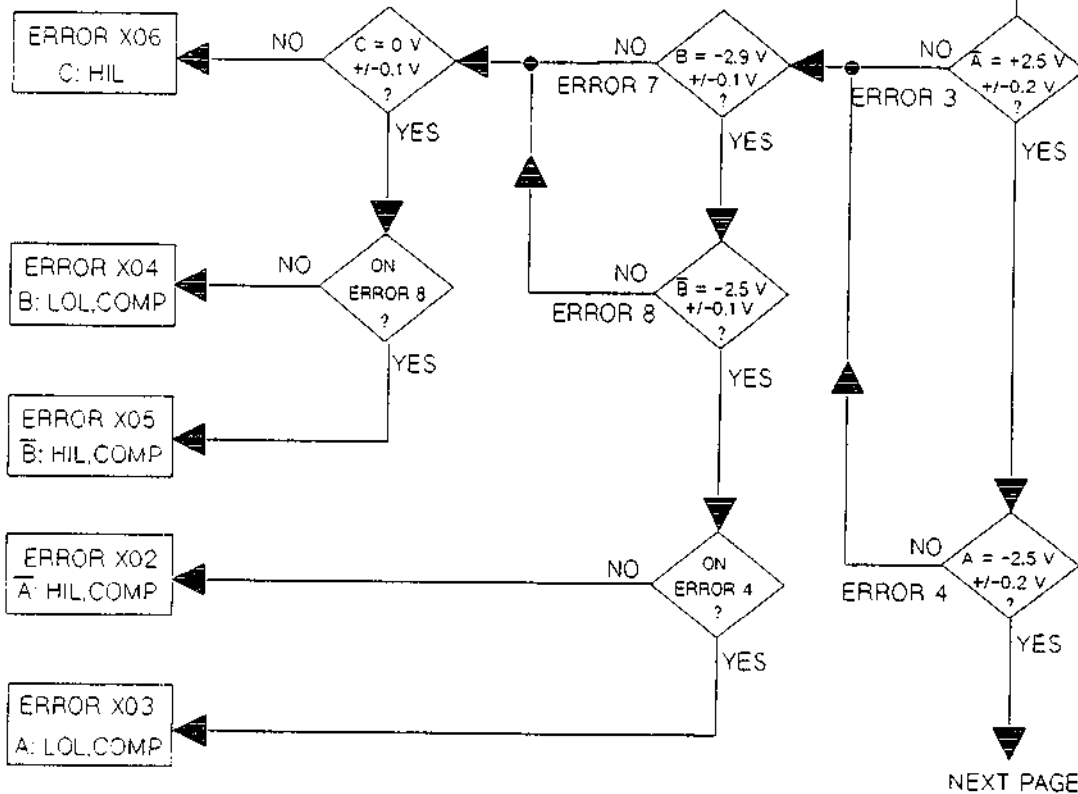 ERROR X06
C: HIL
NO
C = 0 V
+/-0.1 V
?
YES
NO
ERROR 7
B = -2.9 V
+/-0.1 V
?
YES
NO
ERROR 3
A̅ = +2.5 V
+/-0.2 V
?
YES
ERROR X04
B: LOL,COMP
NO
ON
ERROR 8
?
YES
NO
ERROR 8
B̅ = -2.5 V
+/-0.1 V
?
YES
ERROR X05
B̅: HIL,COMP
ERROR X02
A̅: HIL,COMP
NO
ON
ERROR 4
?
YES
NO
ERROR 4
A = -2.5 V
+/-0.2 V
?
YES
ERROR X03
A: LOL,COMP
NEXT PAGE